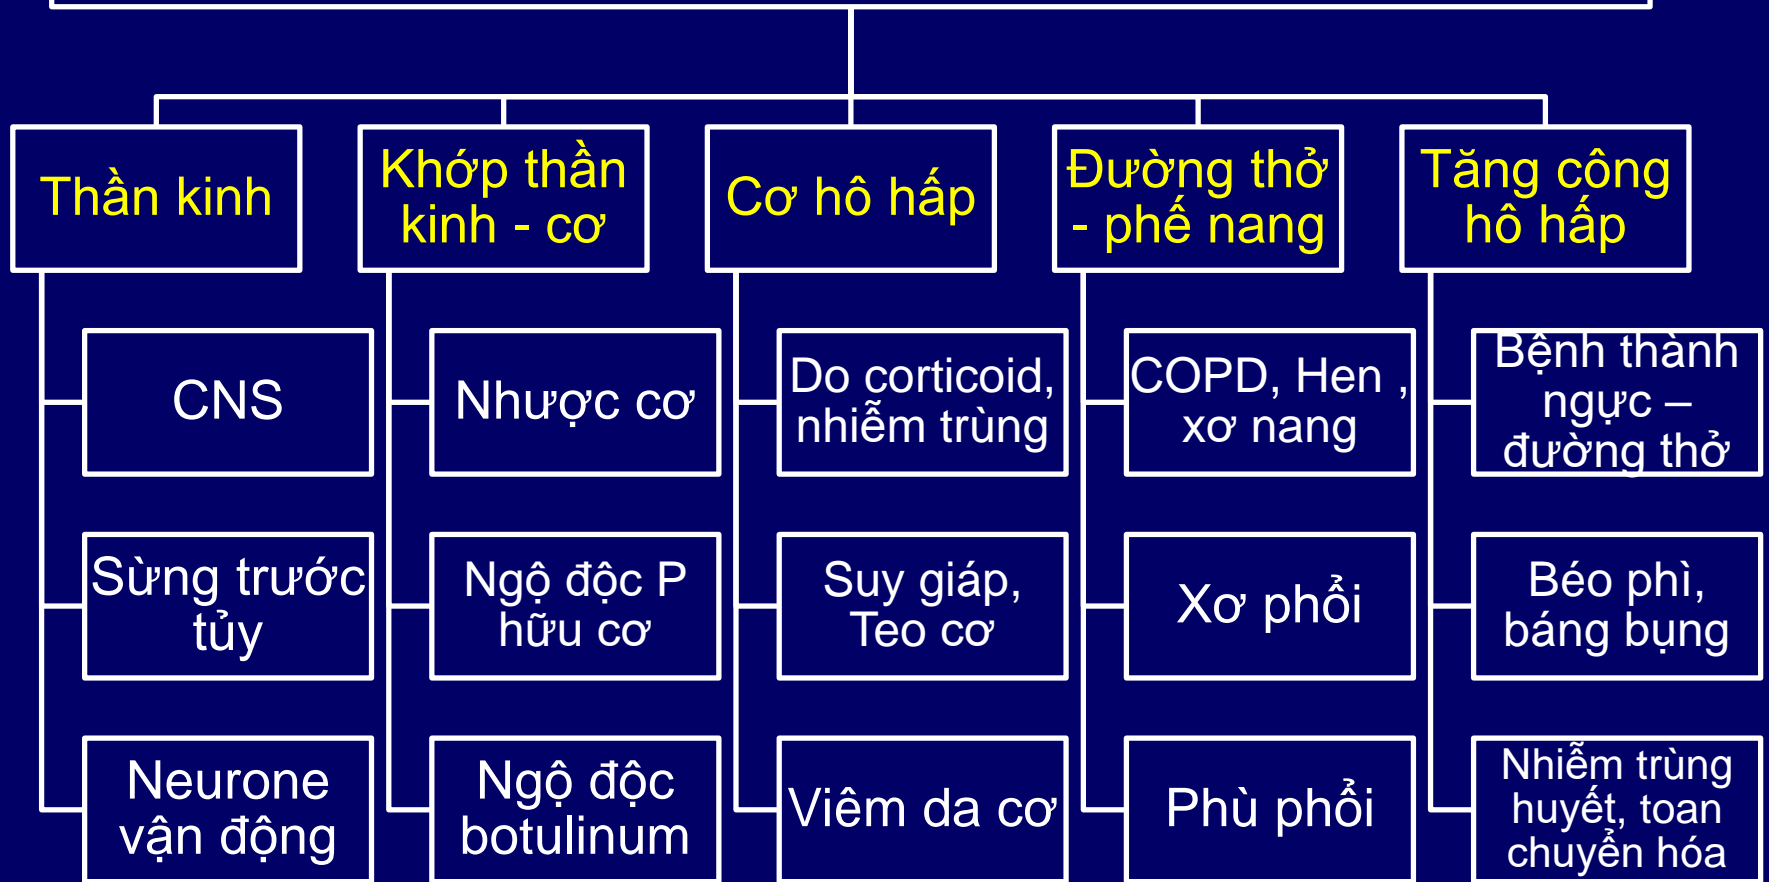 Thần kinh
Khớp thần
kinh - cơ
Cơ hô hấp
Đường thở
- phế nang
Tăng công
hô hấp
CNS
Nhược cơ
Do corticoid,
nhiễm trùng
COPD, Hen ,
xơ nang
Bệnh thành
ngực –
đường thở
Sừng trước
tủy
Ngộ độc P
hữu cơ
Suy giáp,
Teo cơ
Xơ phổi
Béo phì,
báng bụng
Neurone
vận động
Ngộ độc
botulinum
Viêm da cơ
Phù phổi
Nhiễm trùng
huyết, toan
chuyển hóa